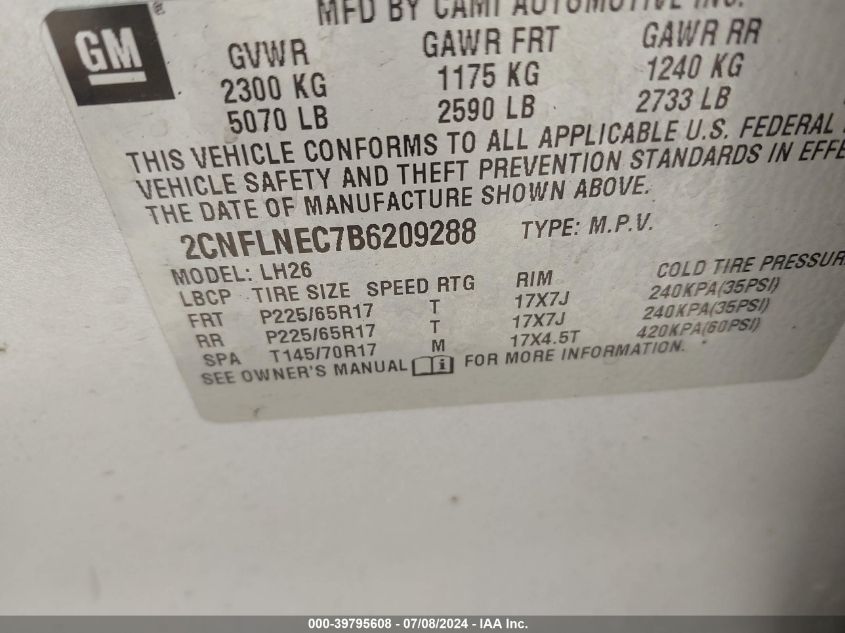 MFD BY CAMI AUTOMOTIVE INC.
GM ®
GVWR GAWR FRT GAWR RR
2300 KG 1175 KG 1240 KG
5070 LB 2590 LB 2733 LB
THIS VEHICLE CONFORMS TO ALL APPLICABLE U.S. FEDERAL
VEHICLE SAFETY AND THEFT PREVENTION STANDARDS IN EFFE
THE DATE OF MANUFACTURE SHOWN ABOVE.
2CNFLNEC7B6209288 TYPE: M.P.V.
MODEL: LH26
LBCP TIRE SIZE SPEED RTG RIM COLD TIRE PRESSUR
FRT P225/65R17 T 17X7J 240KPA(35PSI)
RR P225/65R17 T 17X7J 240KPA(35PSI)
SPA T145/70R17 M 17X4.5T 420KPA(60PSI)
SEE OWNER'S MANUAL i FOR MORE INFORMATION.
000-39795608 - 07/08/2024 - IAA Inc.